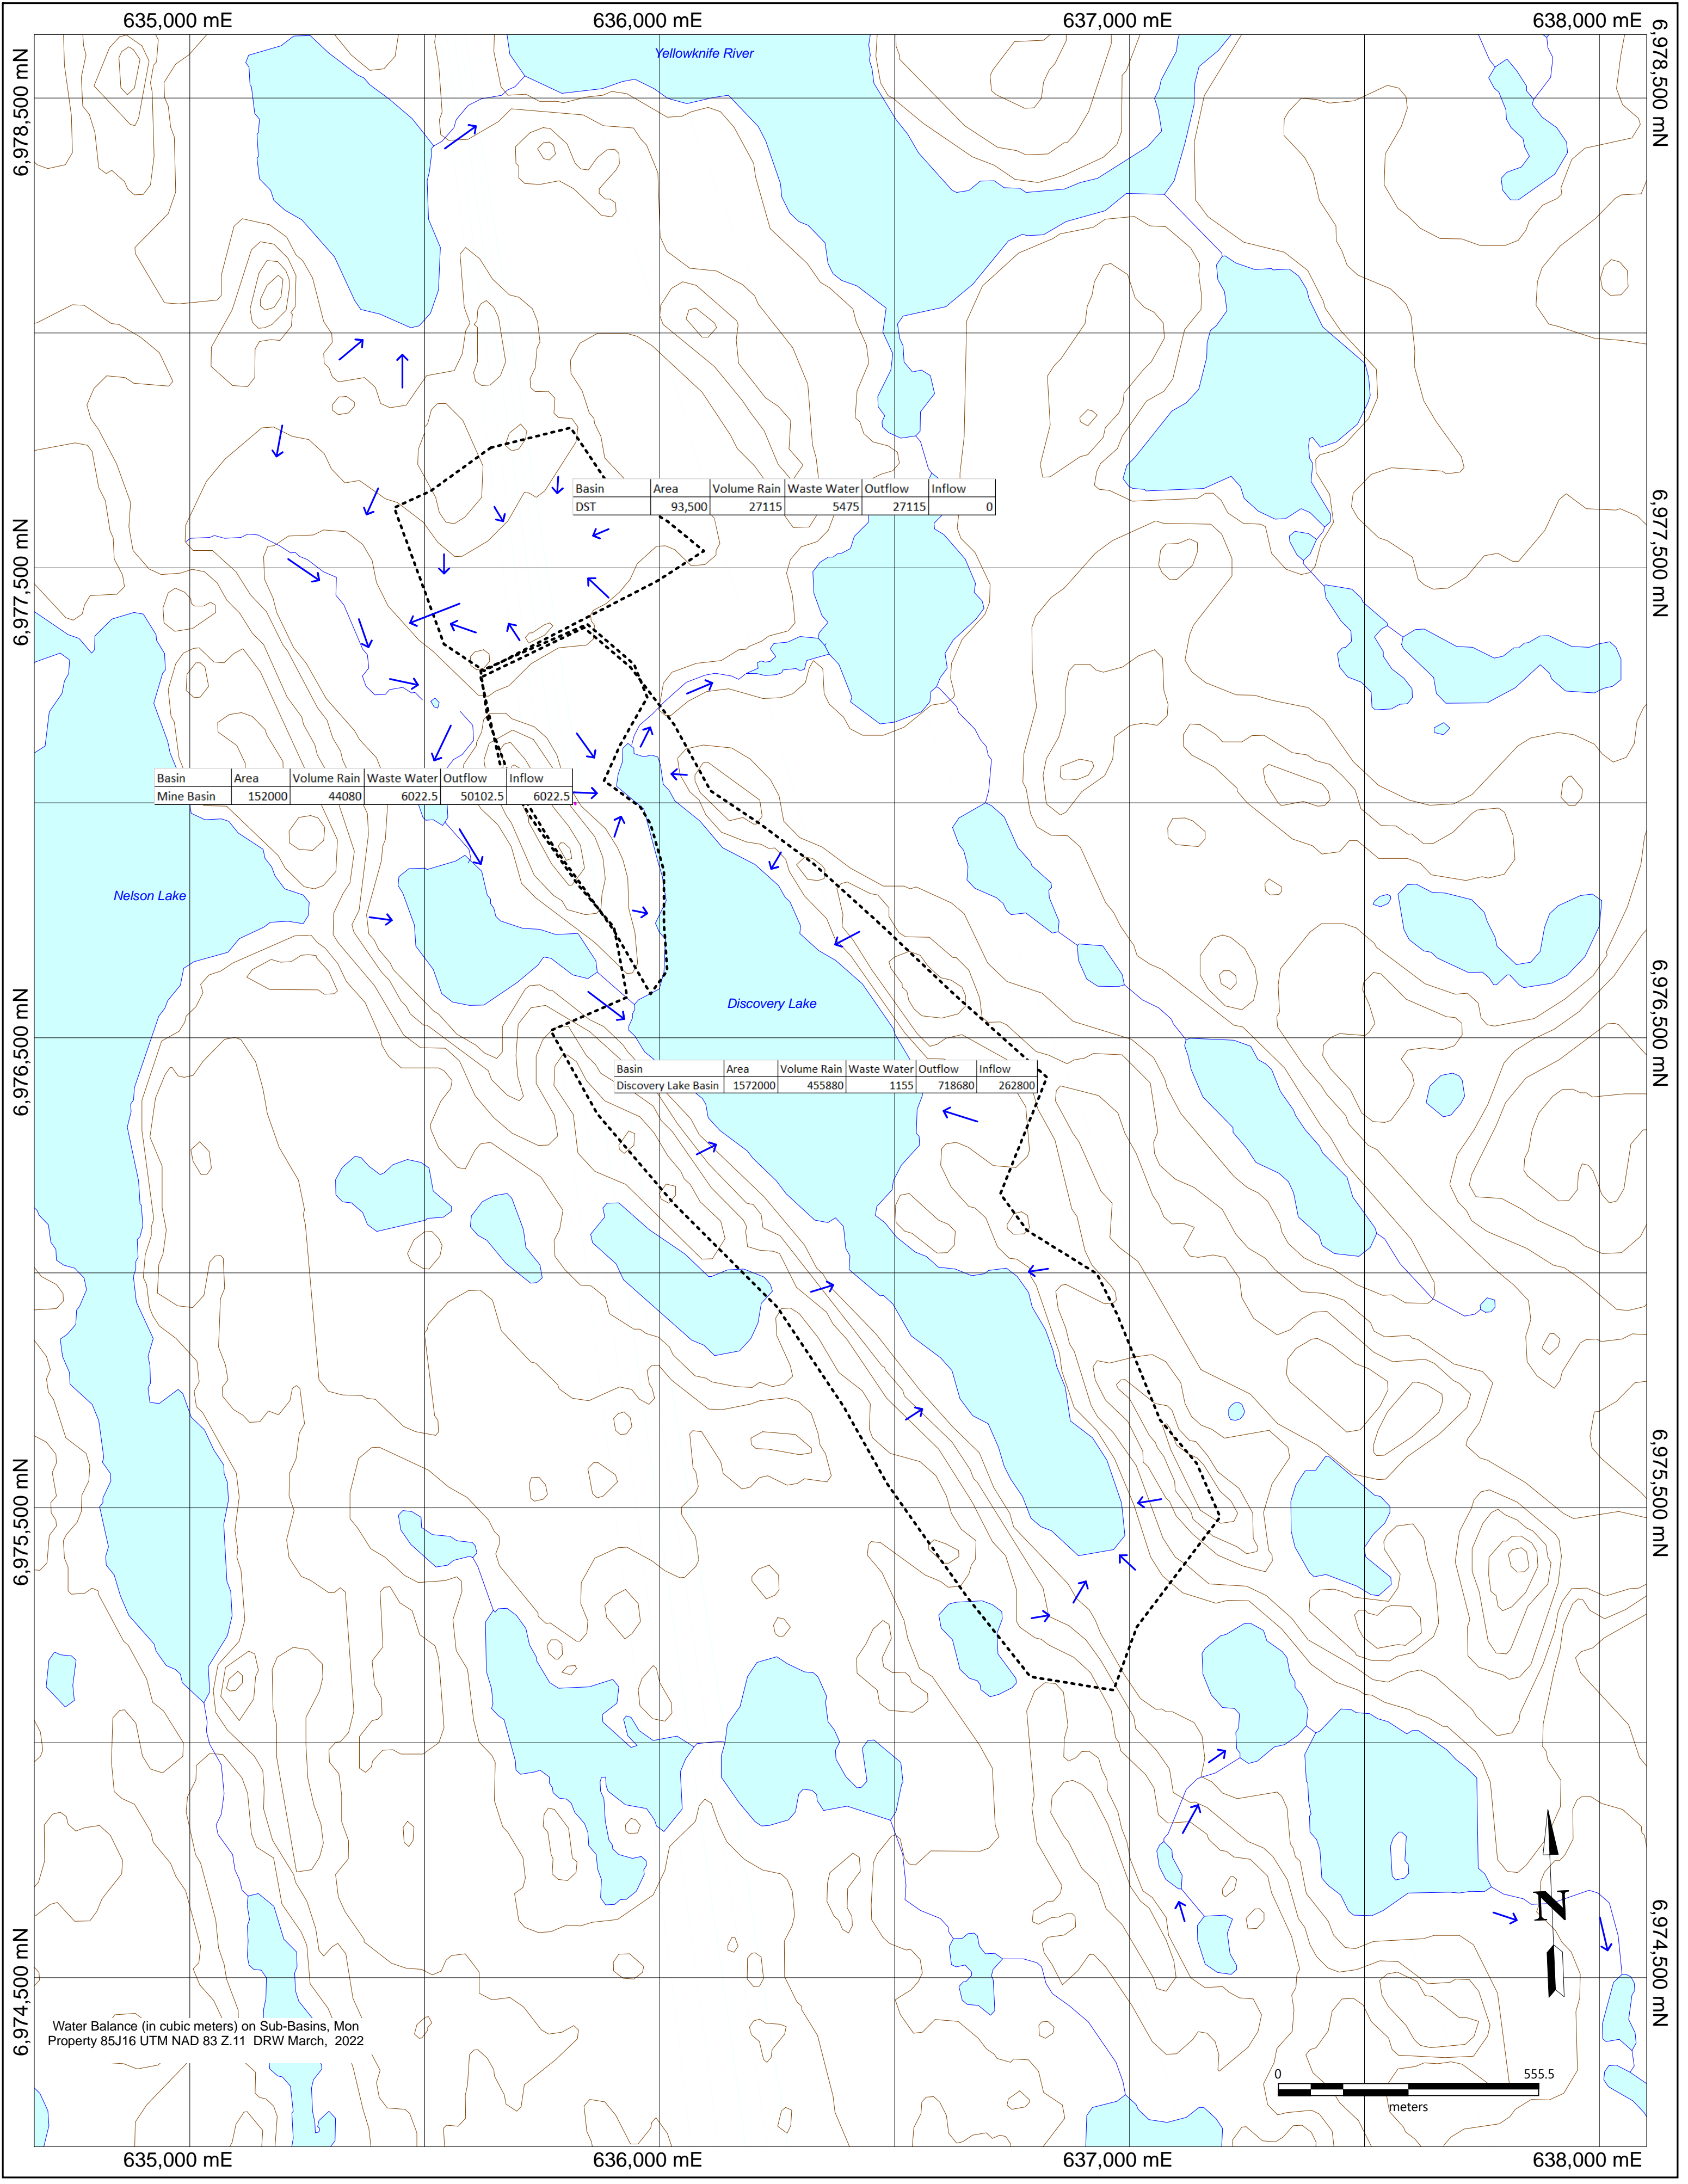 635,000 mE 636,000 mE 637,000 mE 638,000 mE
6,978,500 mN 6,978,500 mN
Yellowknife River
6,977,500 mN 6,977,500 mN
Basin Area Volume Rain Waste Water Outflow Inflow
DST 93,500 27115 5475 27115 0
Basin Area Volume Rain Waste Water Outflow Inflow
Mine Basin 152000 44080 6022.5 50102.5 6022.5
Nelson Lake
Discovery Lake
6,976,500 mN 6,976,500 mN
Basin Area Volume Rain Waste Water Outflow Inflow
Discovery Lake Basin 1572000 455880 1155 718680 262800
6,975,500 mN 6,975,500 mN
N
6,974,500 mN 6,974,500 mN
Water Balance (in cubic meters) on Sub-Basins, Mon
Property 85J16 UTM NAD 83 Z.11 DRW March, 2022
0 555.5
meters
635,000 mE 636,000 mE 637,000 mE 638,000 mE